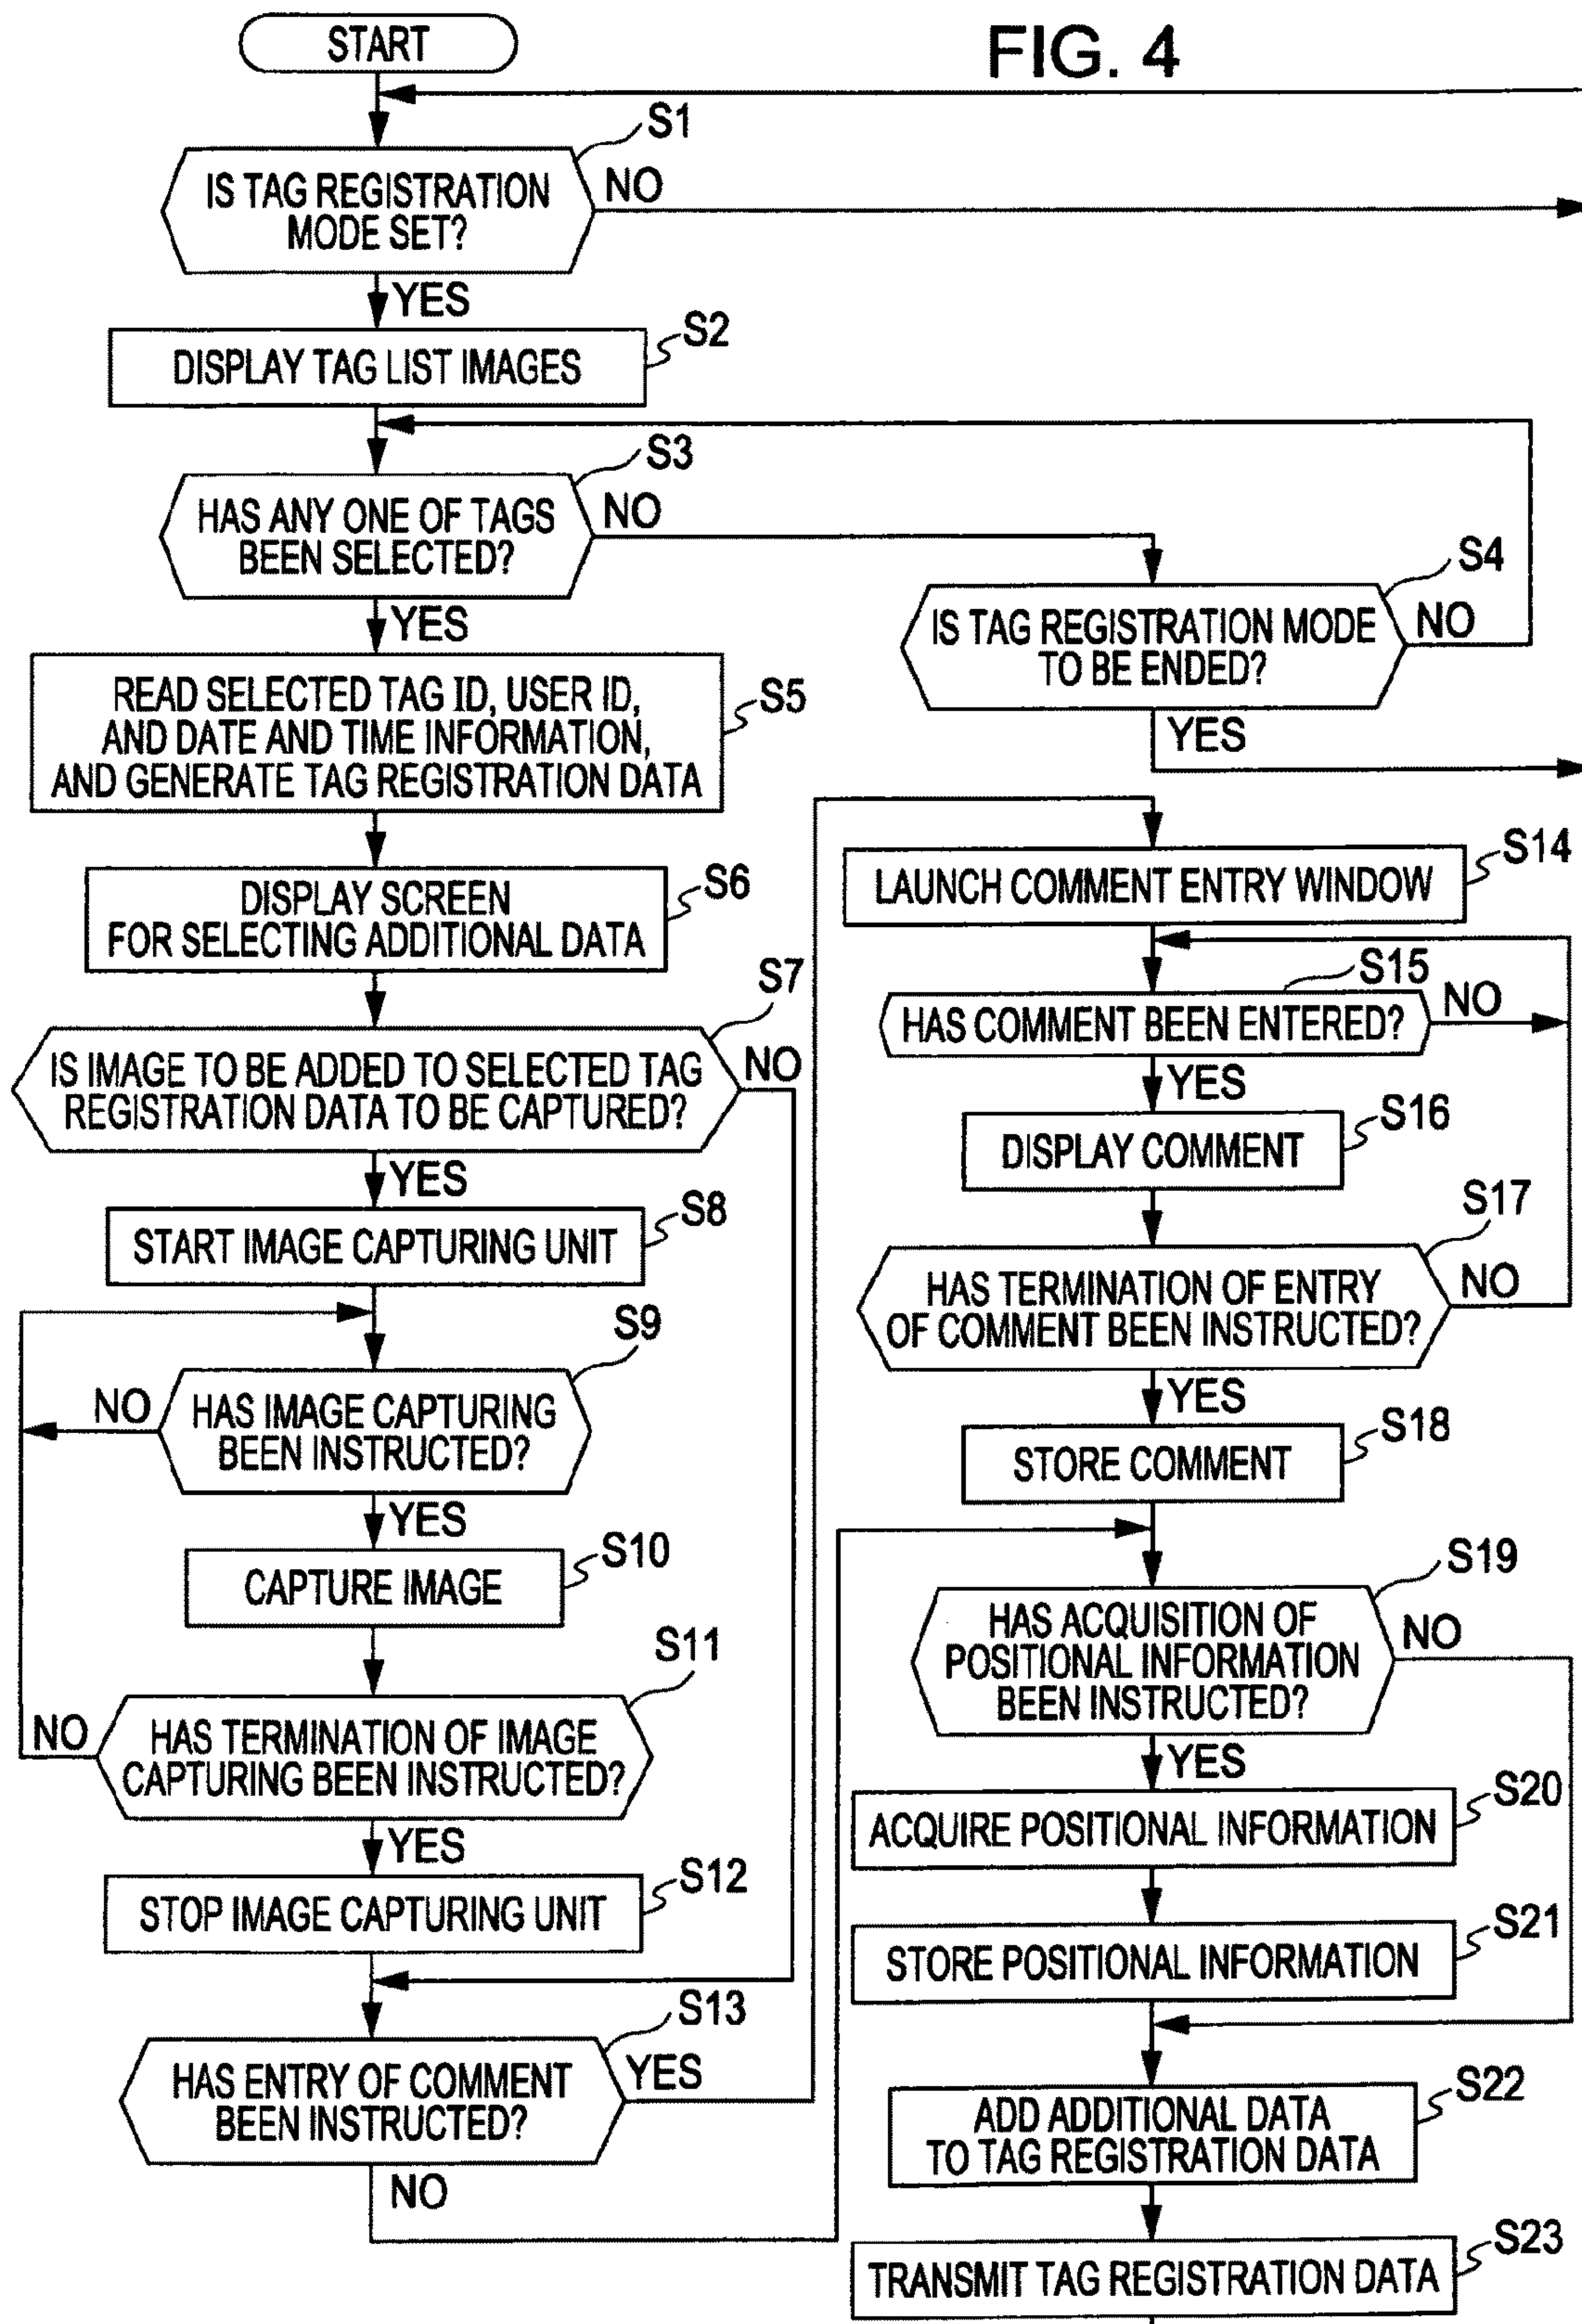 FIG. 4
START
S1
IS TAG REGISTRATION
MODE SET?
NO
YES
S2
DISPLAY TAG LIST IMAGES
S3
HAS ANY ONE OF TAGS
BEEN SELECTED?
NO
YES
S4
IS TAG REGISTRATION MODE
TO BE ENDED?
NO
YES
S5
READ SELECTED TAG ID, USER ID,
AND DATE AND TIME INFORMATION,
AND GENERATE TAG REGISTRATION DATA
S6
DISPLAY SCREEN
FOR SELECTING ADDITIONAL DATA
S7
IS IMAGE TO BE ADDED TO SELECTED TAG
REGISTRATION DATA TO BE CAPTURED?
NO
YES
S8
START IMAGE CAPTURING UNIT
S9
HAS IMAGE CAPTURING
BEEN INSTRUCTED?
NO
YES
S10
CAPTURE IMAGE
S11
HAS TERMINATION OF IMAGE
CAPTURING BEEN INSTRUCTED?
NO
YES
S12
STOP IMAGE CAPTURING UNIT
S13
HAS ENTRY OF COMMENT
BEEN INSTRUCTED?
YES
NO
S14
LAUNCH COMMENT ENTRY WINDOW
S15
HAS COMMENT BEEN ENTERED?
NO
YES
S16
DISPLAY COMMENT
S17
HAS TERMINATION OF ENTRY
OF COMMENT BEEN INSTRUCTED?
NO
YES
S18
STORE COMMENT
S19
HAS ACQUISITION OF
POSITIONAL INFORMATION
BEEN INSTRUCTED?
NO
YES
S20
ACQUIRE POSITIONAL INFORMATION
S21
STORE POSITIONAL INFORMATION
S22
ADD ADDITIONAL DATA
TO TAG REGISTRATION DATA
S23
TRANSMIT TAG REGISTRATION DATA